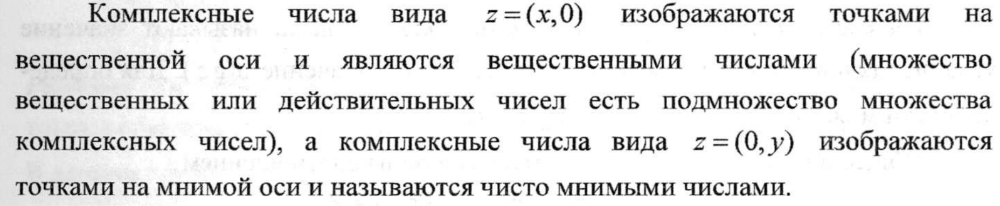 Комплексные числа вида z=(x,0) изображаются точками на
вещественной оси и являются вещественными числами (множество
вещественных или действительных чисел есть подмножество множества
комплексных чисел), а комплексные числа вида z=(0,y) изображаются
точками на мнимой оси и называются чисто мнимыми числами.